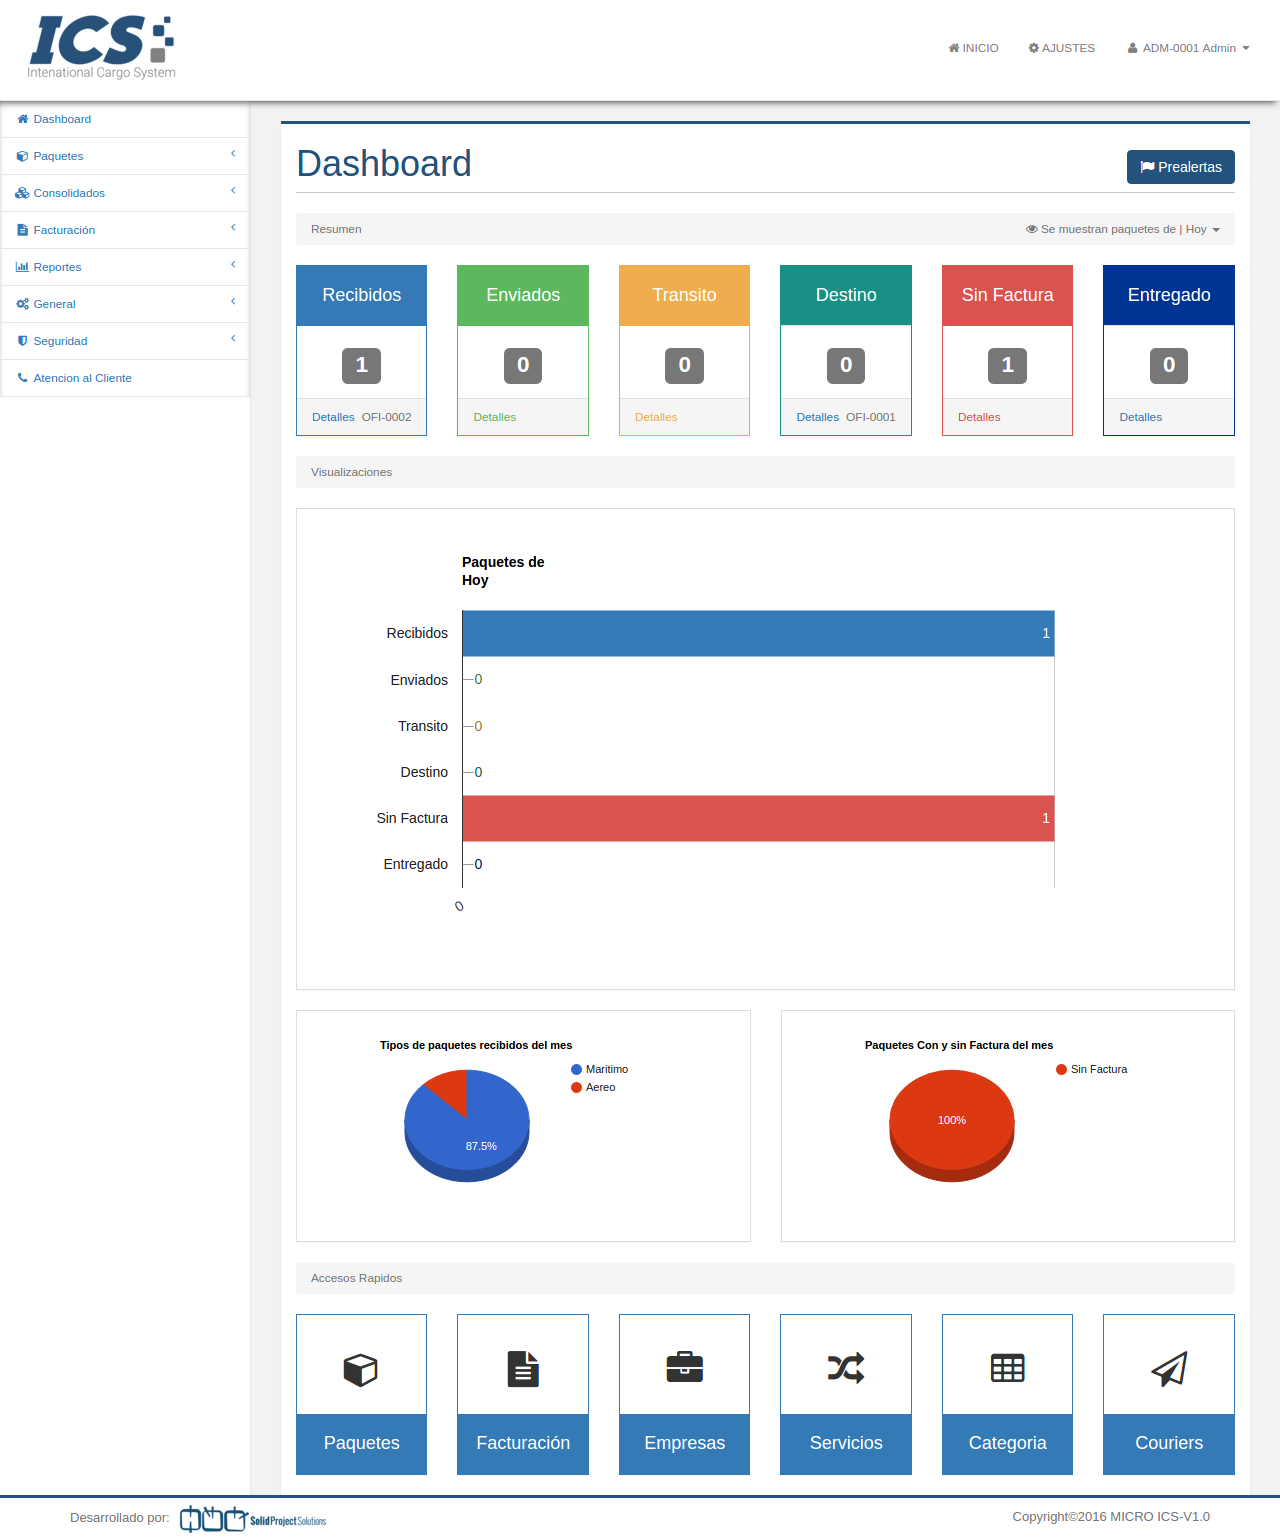 ICS
INICIO AJUSTES ADM-0001 Admin
Intenational Cargo System
Dashboard
Paquetes
Consolidados
Facturación
Reportes
General
Seguridad
Atencion al Cliente
Dashboard
Prealertas
Resumen Se muestran paquetes de | Hoy
Recibidos Enviados Transito Destino Sin Factura Entregado
1 0 0 0 1 0
Detalles OFI-0002 Detalles Detalles Detalles OFI-0001 Detalles Detalles
Visualizaciones
Paquetes de
Hoy
Recibidos 1
Enviados 0
Transito 0
Destino 0
Sin Factura 1
Entregado 0
0
Tipos de paquetes recibidos del mes
Maritimo
Aereo
87.5%
Paquetes Con y sin Factura del mes
Sin Factura
100%
Accesos Rapidos
Paquetes Facturación Empresas Servicios Categoria Couriers
Desarrollado por: SolidProjectSolutions Copyright©2016 MICRO ICS-V1.0